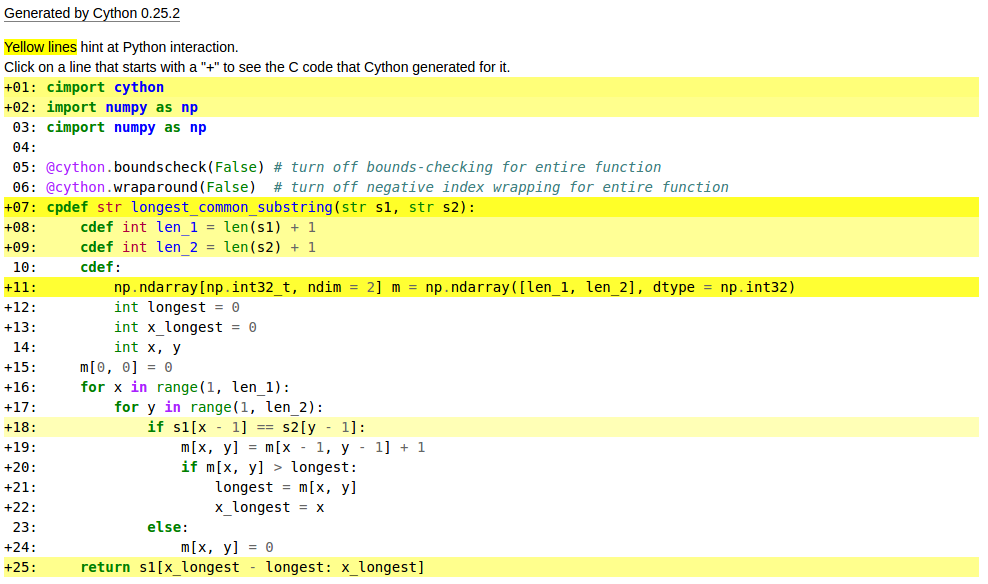 Generated by Cython 0.25.2
Yellow lines hint at Python interaction.
Click on a line that starts with a "+" to see the C code that Cython generated for it.
+01: cimport cython
+02: import numpy as np
 03: cimport numpy as np
 04:
 05: @cython.boundscheck(False) # turn off bounds-checking for entire function
 06: @cython.wraparound(False)  # turn off negative index wrapping for entire function
+07: cpdef str longest_common_substring(str s1, str s2):
+08:     cdef int len_1 = len(s1) + 1
+09:     cdef int len_2 = len(s2) + 1
 10:     cdef:
+11:         np.ndarray[np.int32_t, ndim = 2] m = np.ndarray([len_1, len_2], dtype = np.int32)
+12:         int longest = 0
+13:         int x_longest = 0
 14:         int x, y
+15:     m[0, 0] = 0
+16:     for x in range(1, len_1):
+17:         for y in range(1, len_2):
+18:             if s1[x - 1] == s2[y - 1]:
+19:                 m[x, y] = m[x - 1, y - 1] + 1
+20:                 if m[x, y] > longest:
+21:                     longest = m[x, y]
+22:                     x_longest = x
 23:             else:
+24:                 m[x, y] = 0
+25:     return s1[x_longest - longest: x_longest]